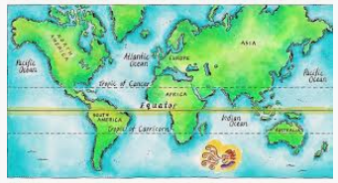 Pacific
Ocean
Atlantic
Ocean
EUROPE
ASIA
Pacific
Ocean
Tropic of Cancer
AFRICA
Equator
SOUTH
AMERICA
Indian
Ocean
Tropic of Capricorn
AUSTRALIA